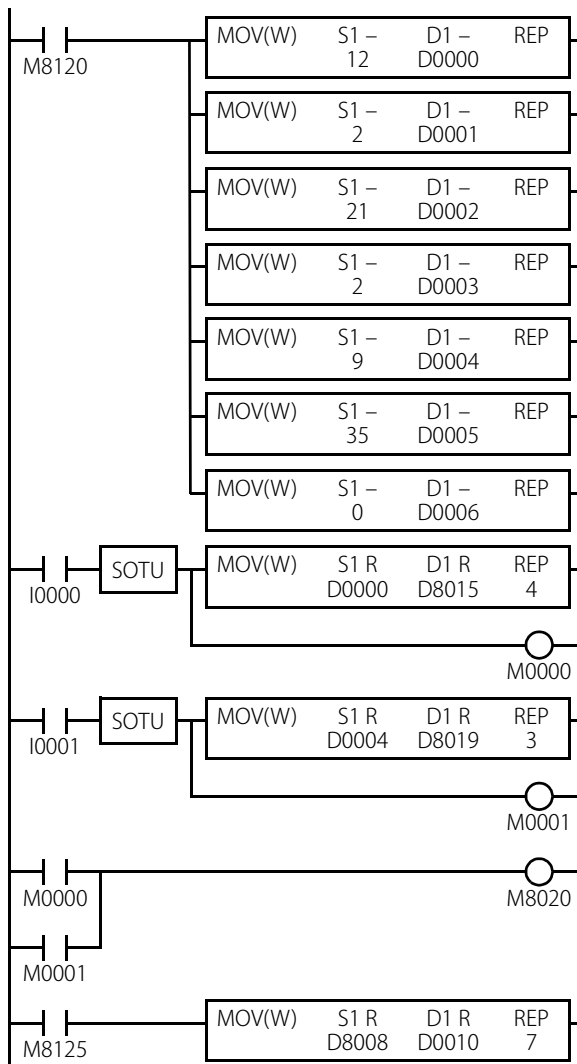 MOV(W) S1 – D1 – REP
12 D0000
M8120
MOV(W) S1 – D1 – REP
2 D0001
MOV(W) S1 – D1 – REP
21 D0002
MOV(W) S1 – D1 – REP
2 D0003
MOV(W) S1 – D1 – REP
9 D0004
MOV(W) S1 – D1 – REP
35 D0005
MOV(W) S1 – D1 – REP
0 D0006
SOTU MOV(W) S1 R D1 R REP
I0000 D0000 D8015 4
M0000
SOTU MOV(W) S1 R D1 R REP
I0001 D0004 D8019 3
M0001
M0000 M8020
M0001
MOV(W) S1 R D1 R REP
M8125 D8008 D0010 7